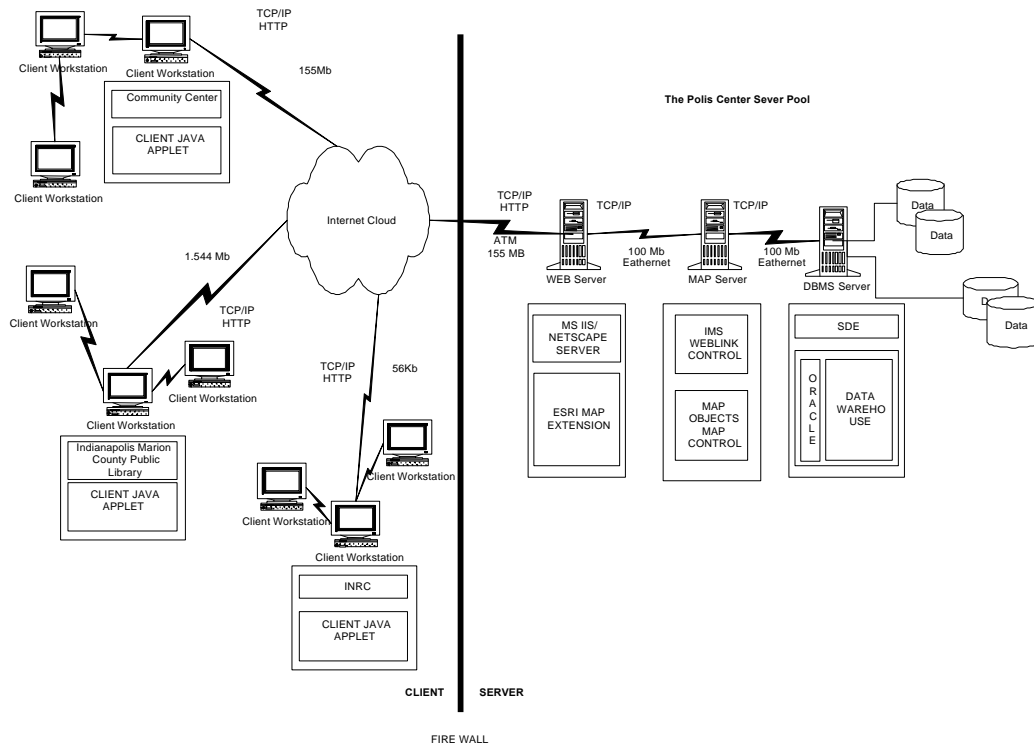 TCP/IP
HTTP
155Mb
Client Workstation
Client Workstation
Community Center
CLIENT JAVA
APPLET
Client Workstation
Internet Cloud
1.544 Mb
TCP/IP
HTTP
Client Workstation
Client Workstation
Client Workstation
Indianapolis Marion
County Public
Library
CLIENT JAVA
APPLET
TCP/IP
HTTP
56Kb
Client Workstation
Client Workstation
Client Workstation
INRC
CLIENT JAVA
APPLET
CLIENT
SERVER
FIRE WALL
The Polis Center Sever Pool
TCP/IP
HTTP
ATM
155 MB
TCP/IP
WEB Server
100 Mb
Eathernet
TCP/IP
MAP Server
100 Mb
Eathernet
DBMS Server
Data
Data
Data
Data
MS IIS/
NETSCAPE
SERVER
ESRI MAP
EXTENSION
IMS
WEBLINK
CONTROL
MAP
OBJECTS
MAP
CONTROL
SDE
O
R
A
C
L
E
DATA
WAREHO
USE